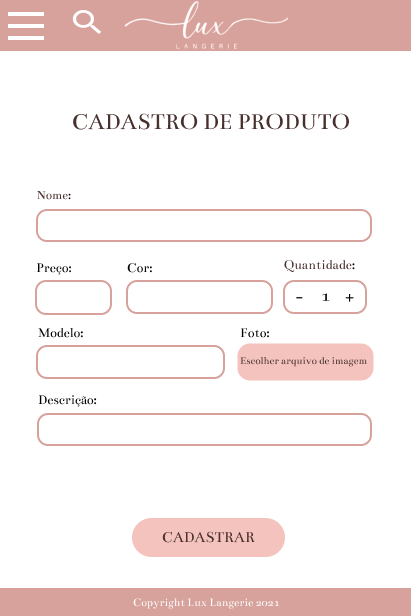 lux
LANGERIE
CADASTRO DE PRODUTO
Nome:
Preço: Cor: Quantidade:
- 1 +
Modelo: Foto:
Escolher arquivo de imagem
Descrição:
CADASTRAR
Copyright Lux Langerie 2021